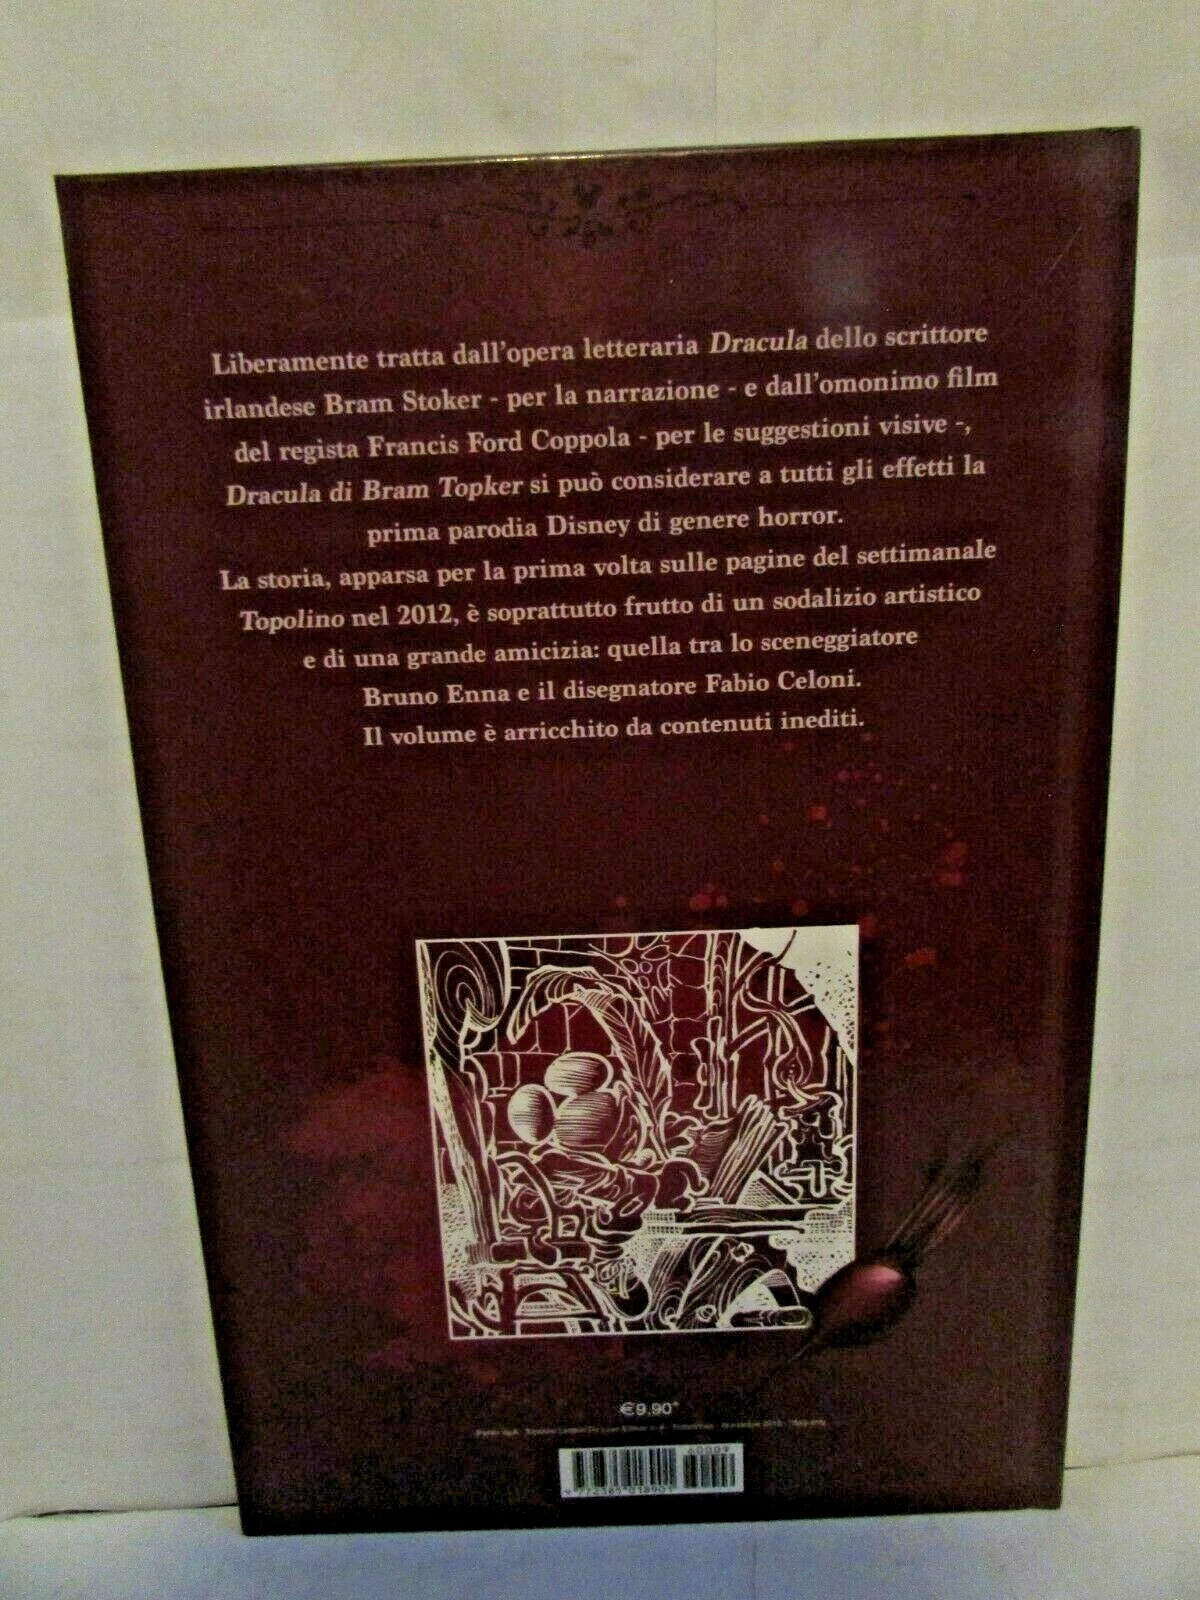 Liberamente tratta dall'opera letteraria Dracula dello scrittore
irlandese Bram Stoker - per la narrazione - e dall'omonimo film
del regista Francis Ford Coppola - per le suggestioni visive -,
Dracula di Bram Topker si può considerare a tutti gli effetti la
prima parodia Disney di genere horror.
La storia, apparsa per la prima volta sulle pagine del settimanale
Topolino nel 2012, è soprattutto frutto di un sodalizio artistico
e di una grande amicizia: quella tra lo sceneggiatore
Bruno Enna e il disegnatore Fabio Celoni.
Il volume è arricchito da contenuti inediti.
€9,90*
60009